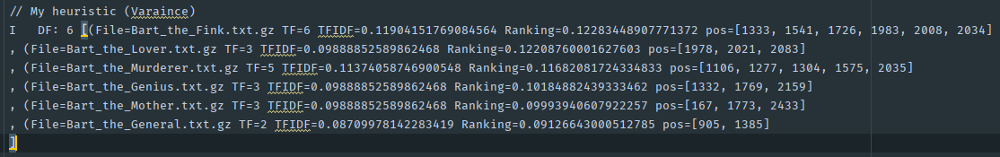 // My heuristic (Varaince)
I   DF: 6 [(File=Bart_the_Fink.txt.gz TF=6 TFIDF=0.11904151769084564 Ranking=0.12283448907771372 pos=[1333, 1541, 1726, 1983, 2008, 2034]
, (File=Bart_the_Lover.txt.gz TF=3 TFIDF=0.09888852589862468 Ranking=0.12208760001627603 pos=[1978, 2021, 2083]
, (File=Bart_the_Murderer.txt.gz TF=5 TFIDF=0.11374058746900548 Ranking=0.11682081724334833 pos=[1106, 1277, 1304, 1575, 2035]
, (File=Bart_the_Genius.txt.gz TF=3 TFIDF=0.09888852589862468 Ranking=0.10184882439333462 pos=[1332, 1769, 2159]
, (File=Bart_the_Mother.txt.gz TF=3 TFIDF=0.09888852589862468 Ranking=0.09993940607922257 pos=[167, 1773, 2433]
, (File=Bart_the_General.txt.gz TF=2 TFIDF=0.08709978142283419 Ranking=0.09126643000512785 pos=[905, 1385]
]